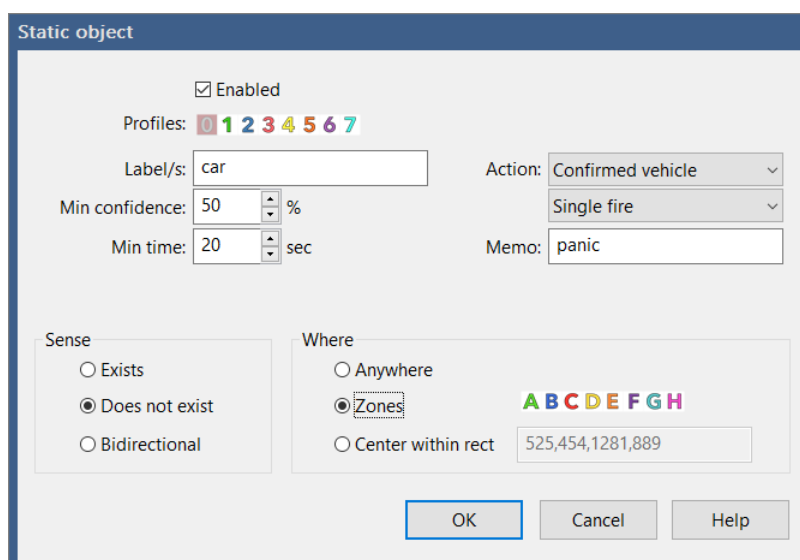 Static object
Enabled
Profiles: 0 1 2 3 4 5 6 7
Label/s: car
Action: Confirmed vehicle
Min confidence: 50 %
Single fire
Min time: 20 sec
Memo: panic
Sense
Exists
Does not exist
Bidirectional
Where
Anywhere
Zones A B C D E F G H
Center within rect 525,454,1281,889
OK Cancel Help